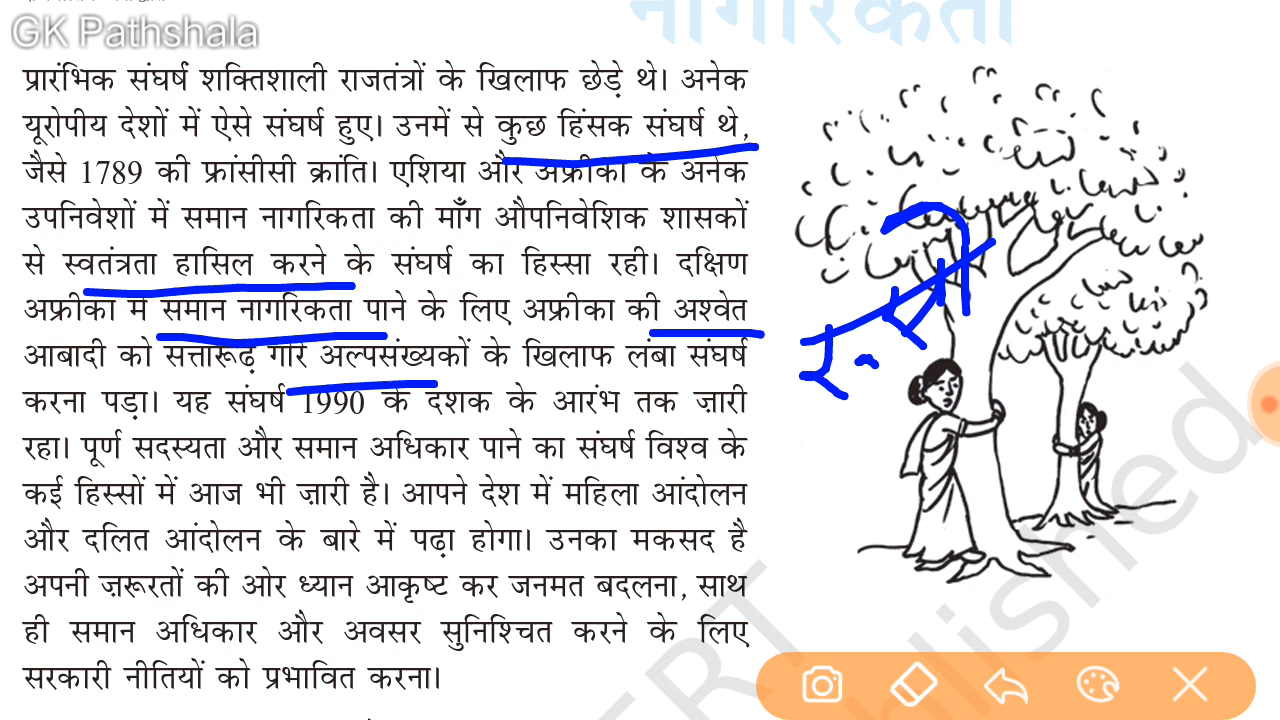 नागरिकता
GK Pathshala
प्रारंभिक संघर्ष शक्तिशाली राजतंत्रों के खिलाफ छेड़े थे। अनेक
यूरोपीय देशों में ऐसे संघर्ष हुए। उनमें से कुछ हिंसक संघर्ष थे,
जैसे 1789 की फ्रांसीसी क्रांति। एशिया और अफ्रीका के अनेक
उपनिवेशों में समान नागरिकता की माँग औपनिवेशिक शासकों
से स्वतंत्रता हासिल करने के संघर्ष का हिस्सा रही। दक्षिण
अफ्रीका में समान नागरिकता पाने के लिए अफ्रीका की अश्वेत
आबादी को सत्तारूढ़ गोरे अल्पसंख्यकों के खिलाफ लंबा संघर्ष
करना पड़ा। यह संघर्ष 1990 के दशक के आरंभ तक ज़ारी
रहा। पूर्ण सदस्यता और समान अधिकार पाने का संघर्ष विश्व के
कई हिस्सों में आज भी ज़ारी है। आपने देश में महिला आंदोलन
और दलित आंदोलन के बारे में पढ़ा होगा। उनका मकसद है
अपनी ज़रूरतों की ओर ध्यान आकृष्ट कर जनमत बदलना, साथ
ही समान अधिकार और अवसर सुनिश्चित करने के लिए
सरकारी नीतियों को प्रभावित करना।